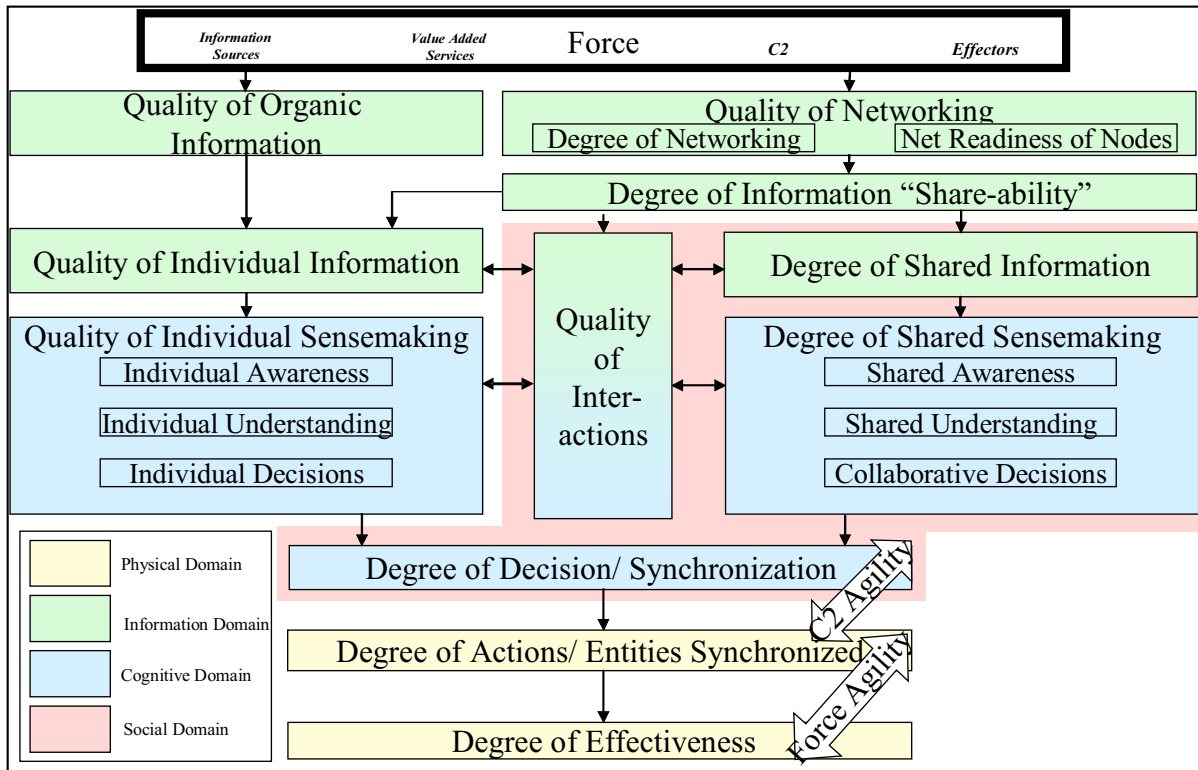 Information
Sources
Value Added
Services
Force
C2
Effectors
Quality of Organic
Information
Quality of Networking
Degree of Networking
Net Readiness of Nodes
Degree of Information “Share-ability”
Quality of Individual Information
Degree of Shared Information
Quality
of
Inter-
actions
Quality of Individual Sensemaking
Individual Awareness
Individual Understanding
Individual Decisions
Degree of Shared Sensemaking
Shared Awareness
Shared Understanding
Collaborative Decisions
Physical Domain
Information Domain
Cognitive Domain
Social Domain
Degree of Decision/ Synchronization
C2 Agility
Degree of Actions/ Entities Synchronized
Force Agility
Degree of Effectiveness